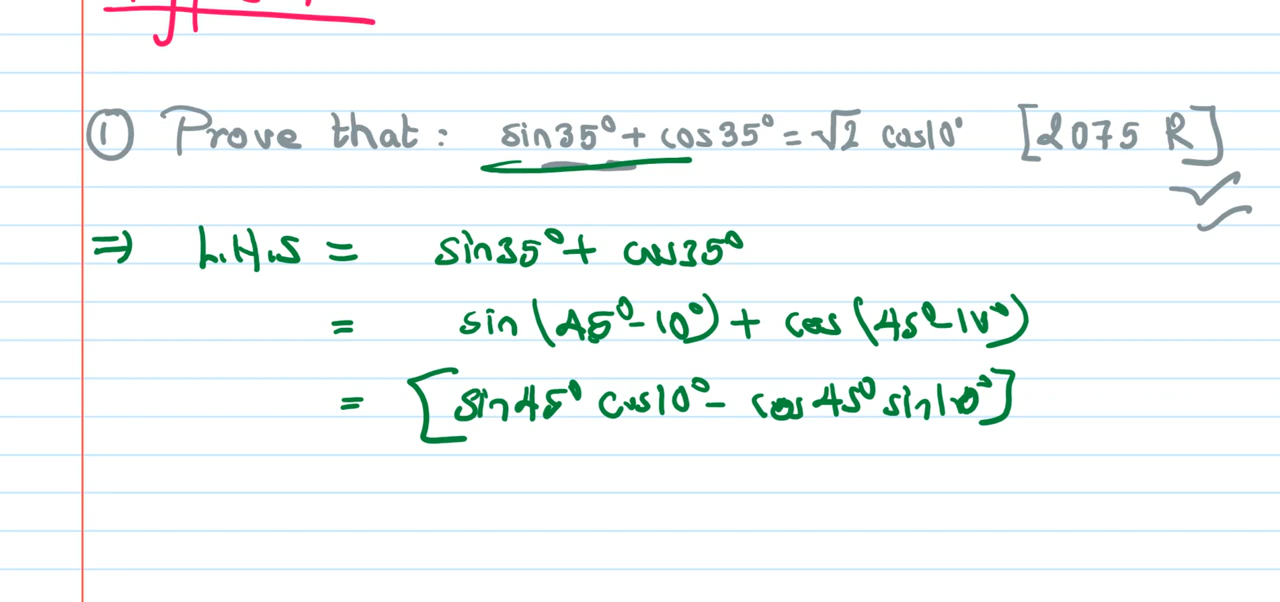 ① Prove that: sin35° + cos35° = √2 cos10° [2075 R]
⇒ L.H.S = sin35° + cos35°
= sin(45°-10°) + cos(45°-10°)
= [sin45° cos10° - cos45° sin10°]